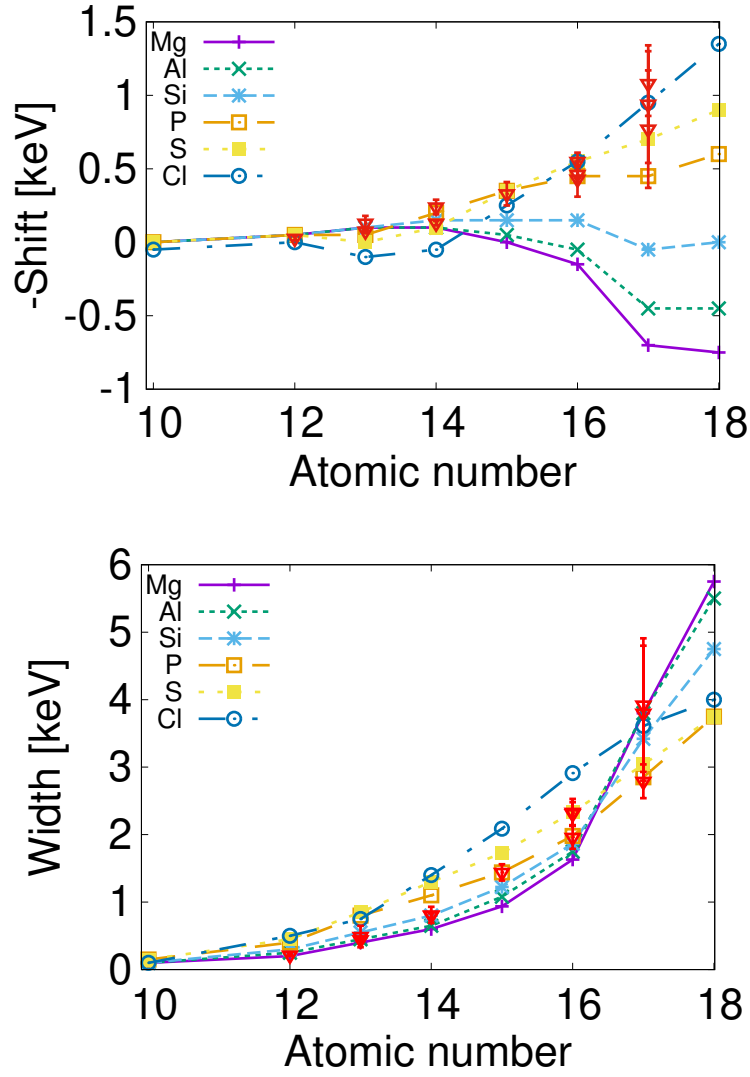 -Shift [keV]
1.5
1
0.5
0
-0.5
-1
Mg
Al
Si
P
S
Cl
10 12 14 16 18
Atomic number
Width [keV]
6
5
4
3
2
1
0
Mg
Al
Si
P
S
Cl
10 12 14 16 18
Atomic number